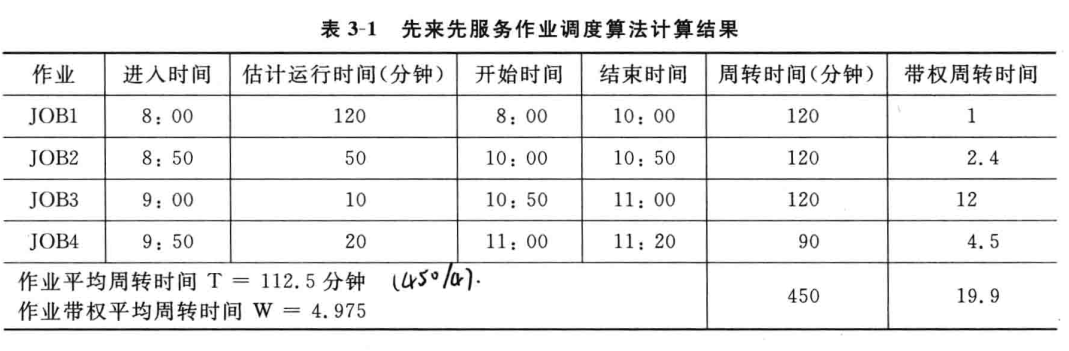 表 3-1 先来先服务作业调度算法计算结果
作业 进入时间 估计运行时间(分钟) 开始时间 结束时间 周转时间(分钟) 带权周转时间
JOB1 8：00 120 8：00 10：00 120 1
JOB2 8：50 50 10：00 10：50 120 2.4
JOB3 9：00 10 10：50 11：00 120 12
JOB4 9：50 20 11：00 11：20 90 4.5
作业平均周转时间 T = 112.5 分钟 (450/4).
作业带权平均周转时间 W = 4.975
450 19.9